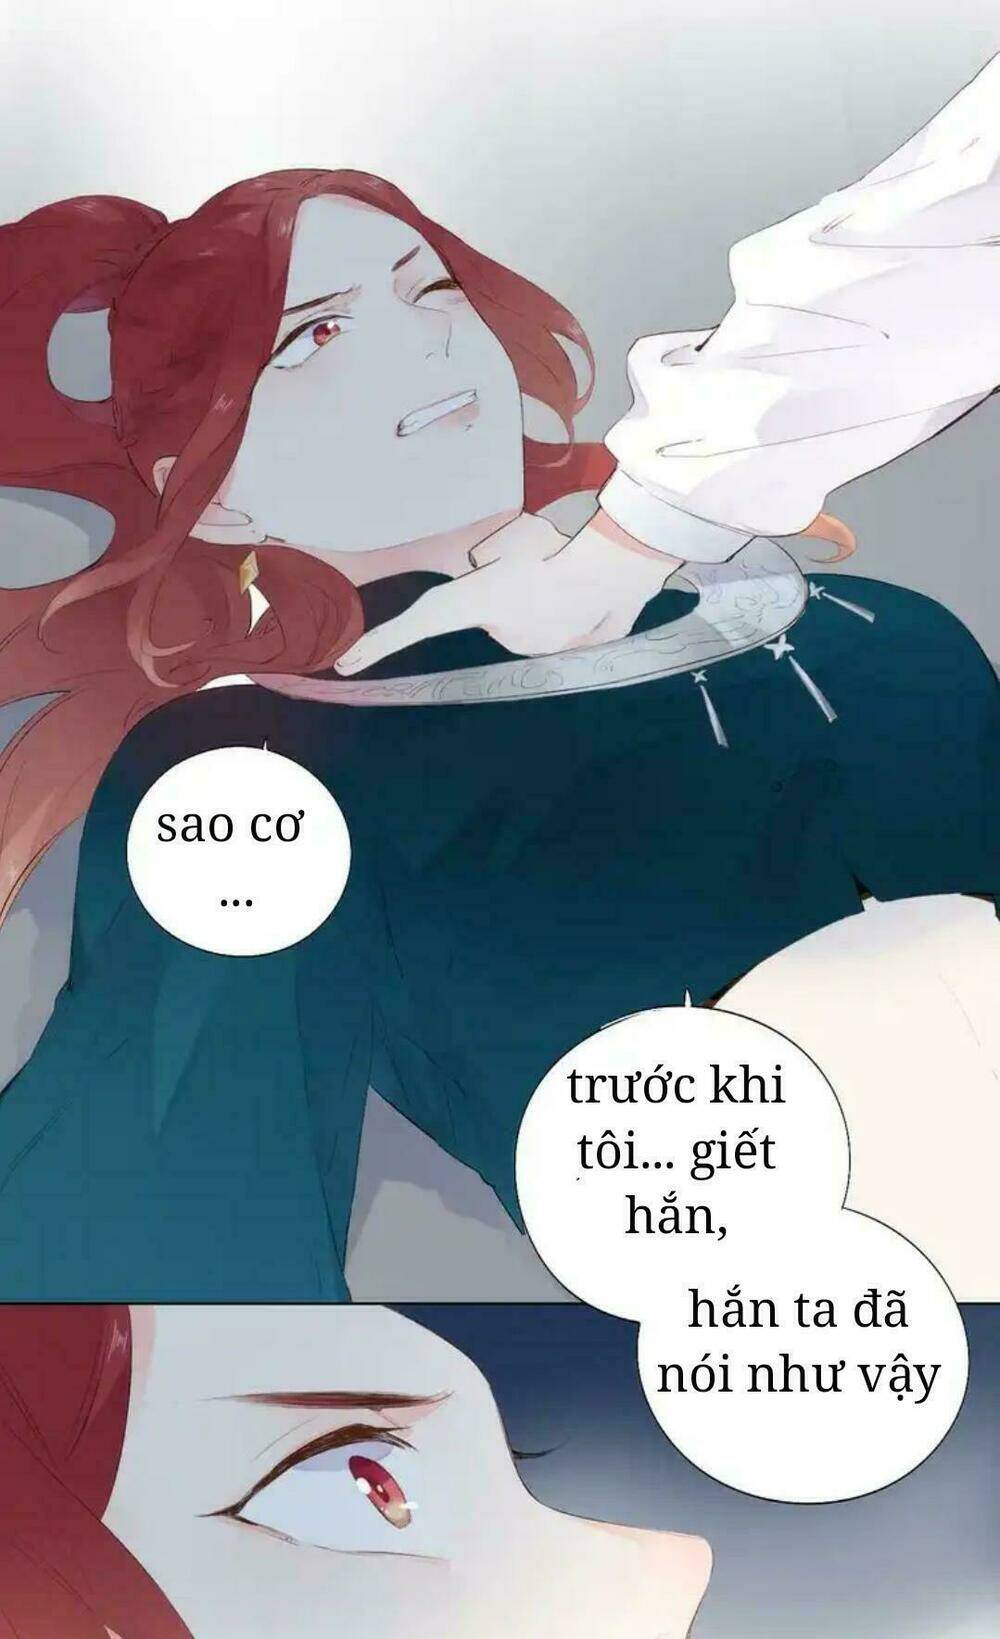 sao cơ
...
trước khi
tôi... giết
hắn,
hắn ta đã
nói như vậy